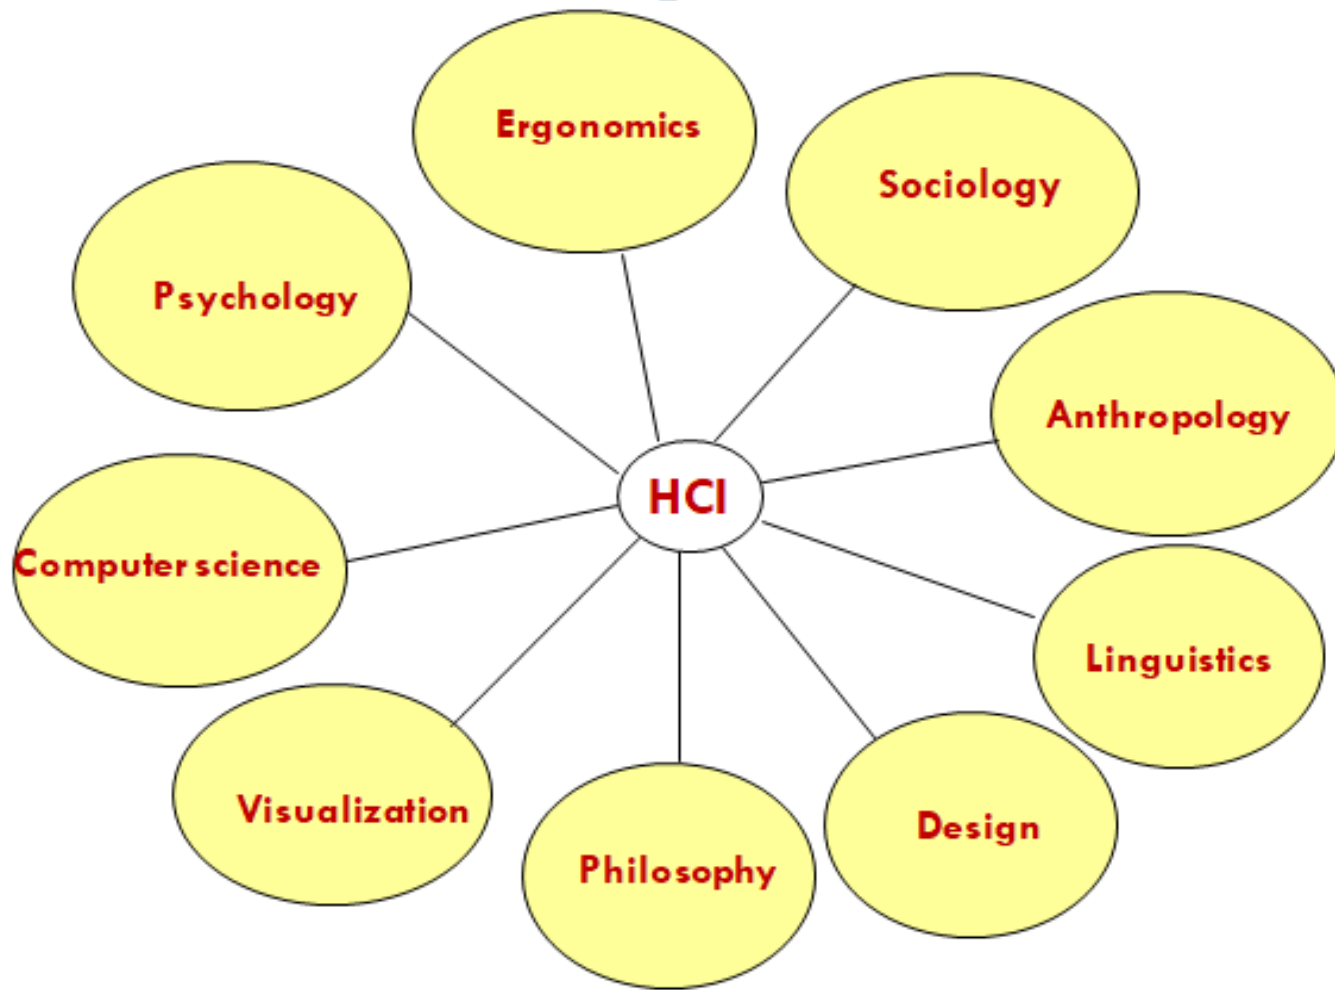 Ergonomics
Sociology
Psychology
Anthropology
HCI
Computer science
Linguistics
Visualization
Design
Philosophy